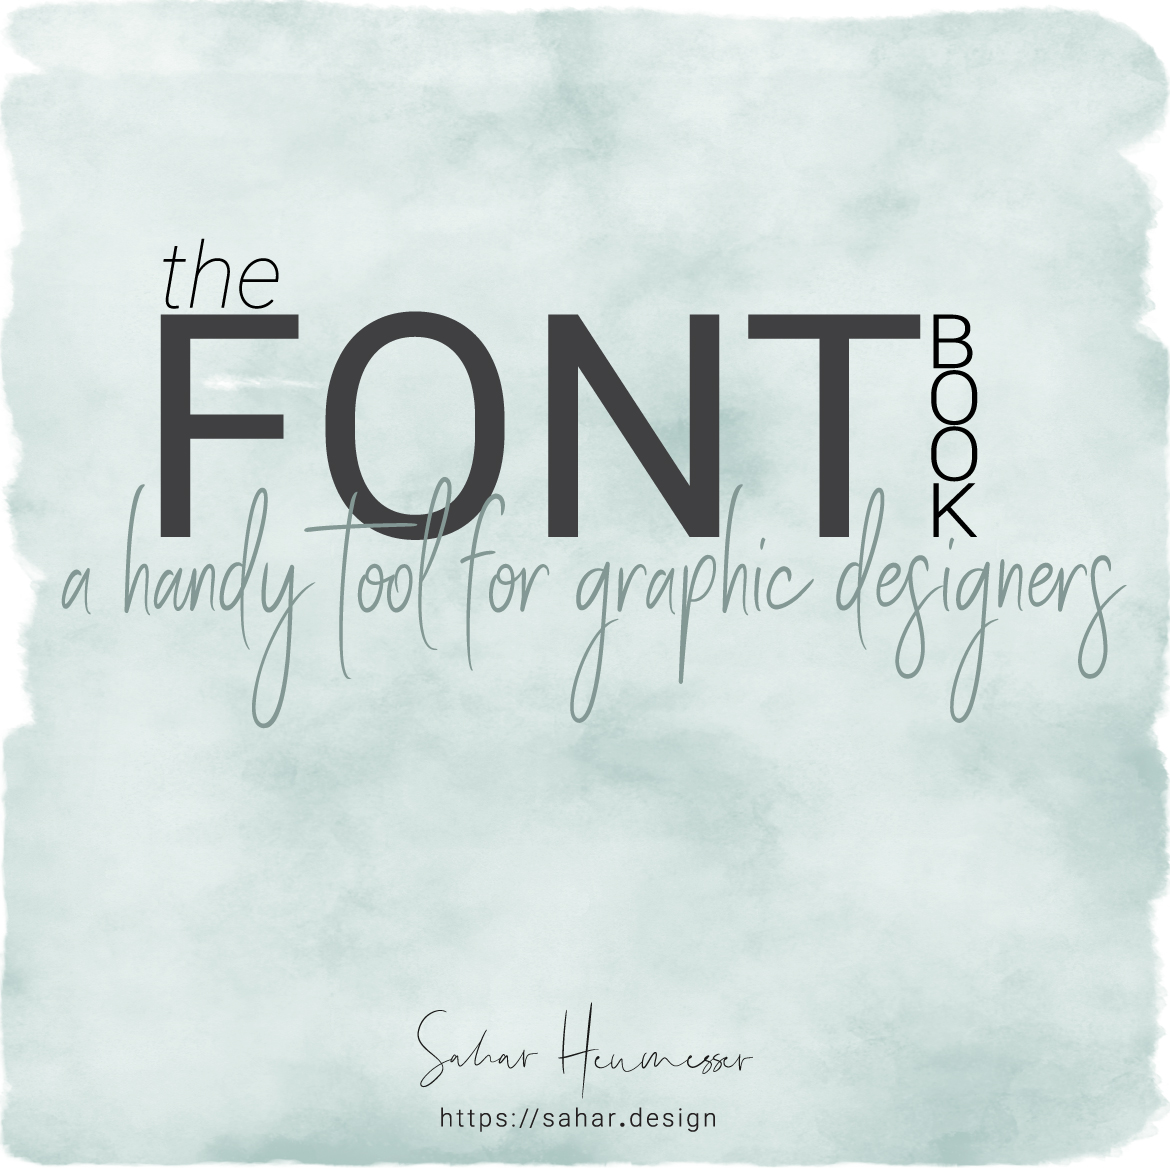 the
FONT
BOOK
a handy tool for graphic designers
Sahar Heumesser
https://sahar.design